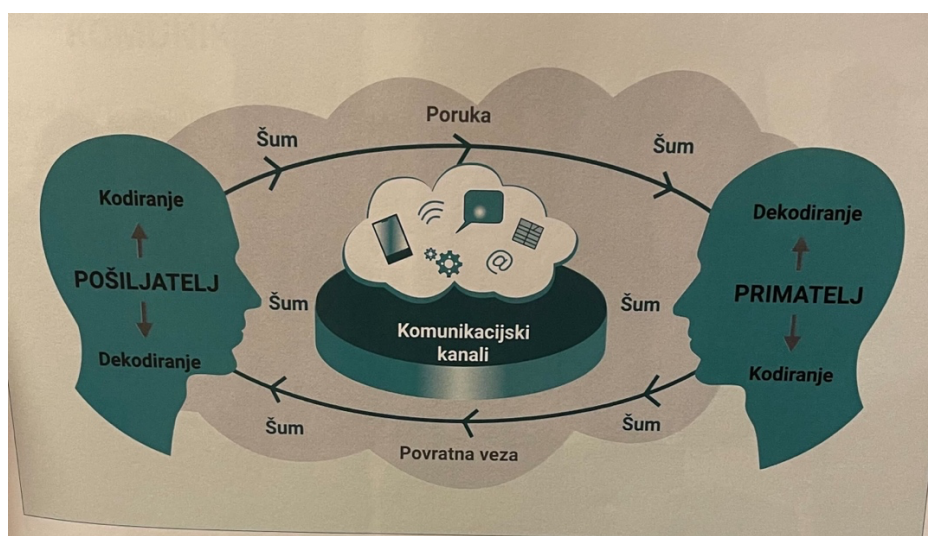 Poruka
Šum
Šum
Kodiranje
POŠILJATELJ
Dekodiranje
Dekodiranje
PRIMATELJ
Kodiranje
Šum
@
Komunikacijski
kanali
Šum
Šum
Šum
Povratna veza